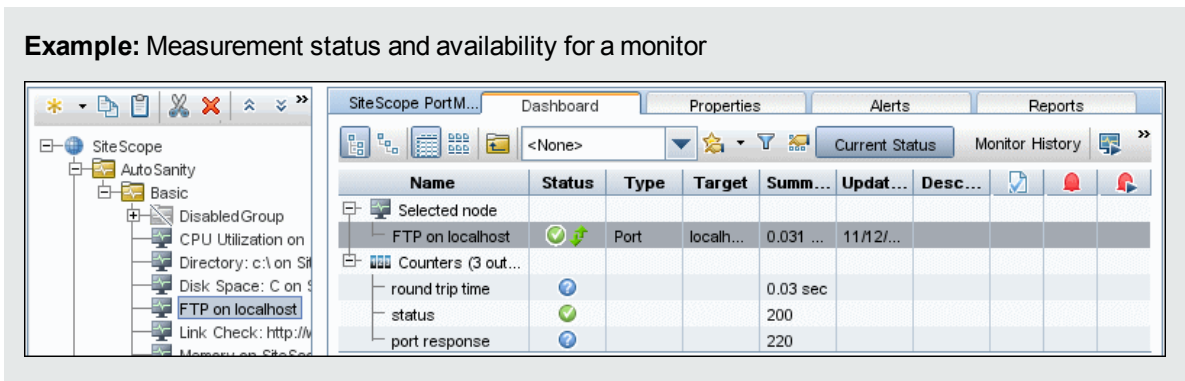 Example: Measurement status and availability for a monitor
SiteScope PortM... Dashboard Properties Alerts Reports
<None> Current Status Monitor History
SiteScope
AutoSanity
Basic
DisabledGroup
CPU Utilization on
Directory: c:\ on Sit
Disk Space: C on S
FTP on localhost
Link Check: http://w
Memory on SiteSco
Name Status Type Target Summ... Updat... Desc...
Selected node
FTP on localhost Port localh... 0.031 ... 11/12/...
Counters (3 out...
round trip time 0.03 sec
status 200
port response 220